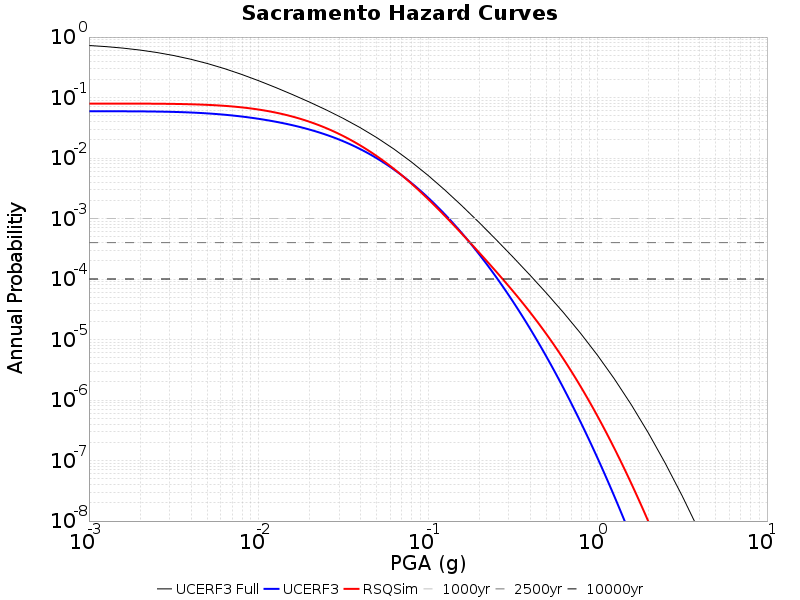 Sacramento Hazard Curves
Annual Probabilitiy
10^0
10^-1
10^-2
10^-3
10^-4
10^-5
10^-6
10^-7
10^-8
10^-3 10^-2 10^-1 10^0 10^1
PGA (g)
UCERF3 Full UCERF3 RSQSim 1000yr 2500yr 10000yr